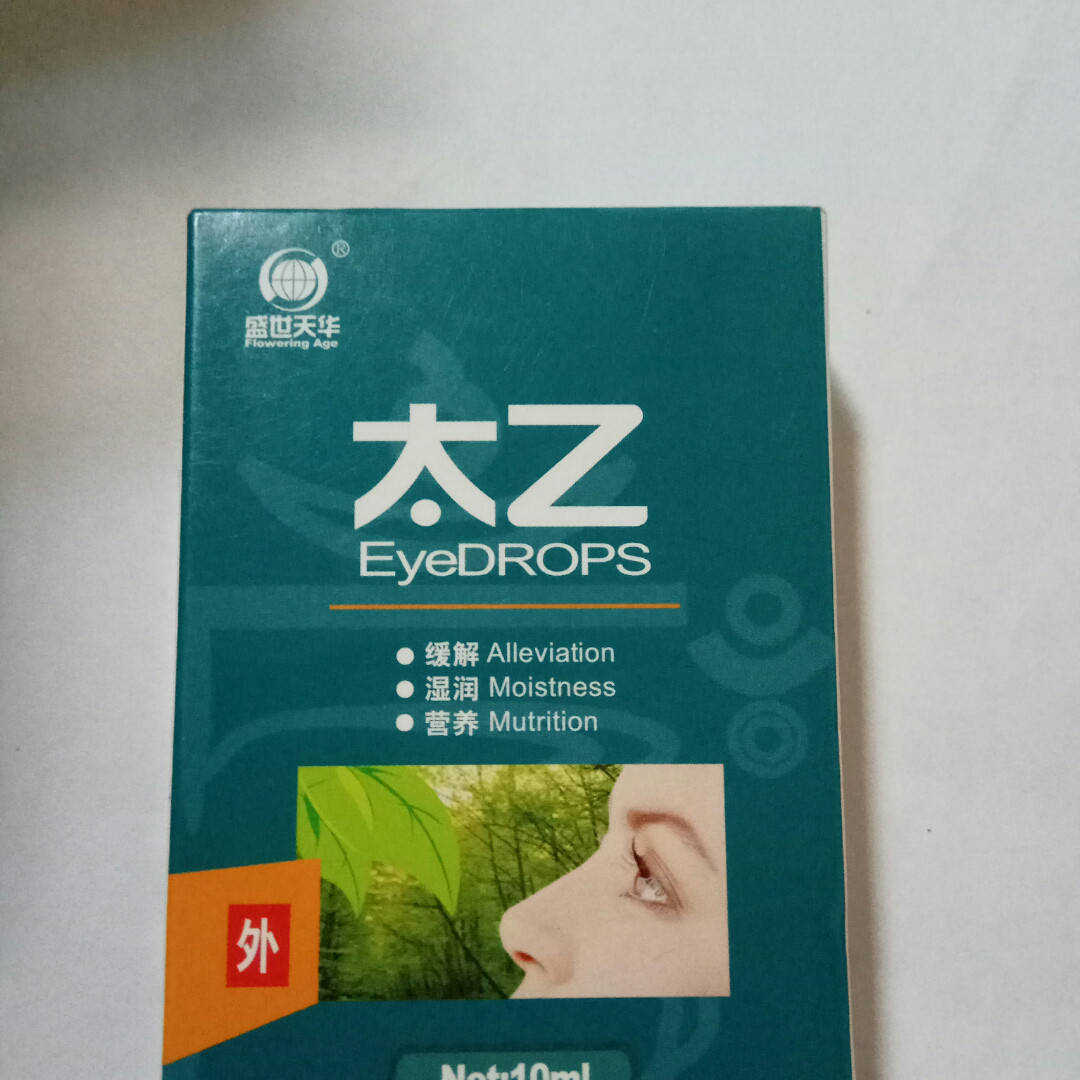 ®
盛世天华
Flowering Age
太乙
EyeDROPS
缓解 Alleviation
湿润 Moistness
营养 Mutrition
外
Net:10ml